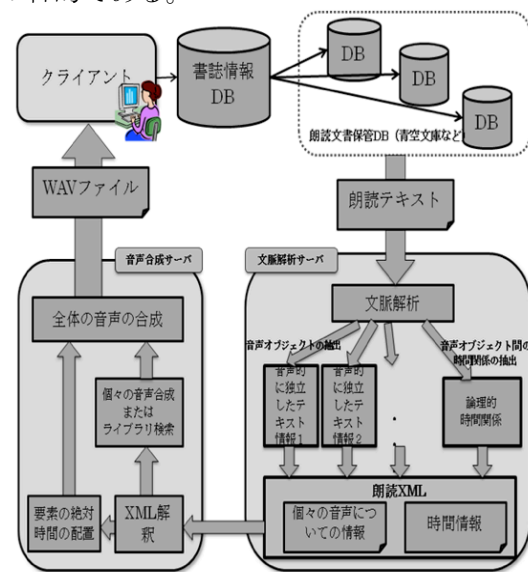 クライアント
書誌情報
DB
DB
DB
DB
朗読文書保管DB（青空文庫など）
WAVファイル
朗読テキスト
音声合成サーバ
文脈解析サーバ
全体の音声の合成
文脈解析
音声オブジェクトの抽出
音声オブジェクト間の
時間関係の抽出
個々の音声合成
または
ライブラリ検索
音声的
に独立
したテ
キスト
情報1
音声的
に独立
したテ
キスト
情報2
論理的
時間関係
朗読XML
要素の絶対
時間の配置
XML解
釈
個々の音声につ
いての情報
時間情報